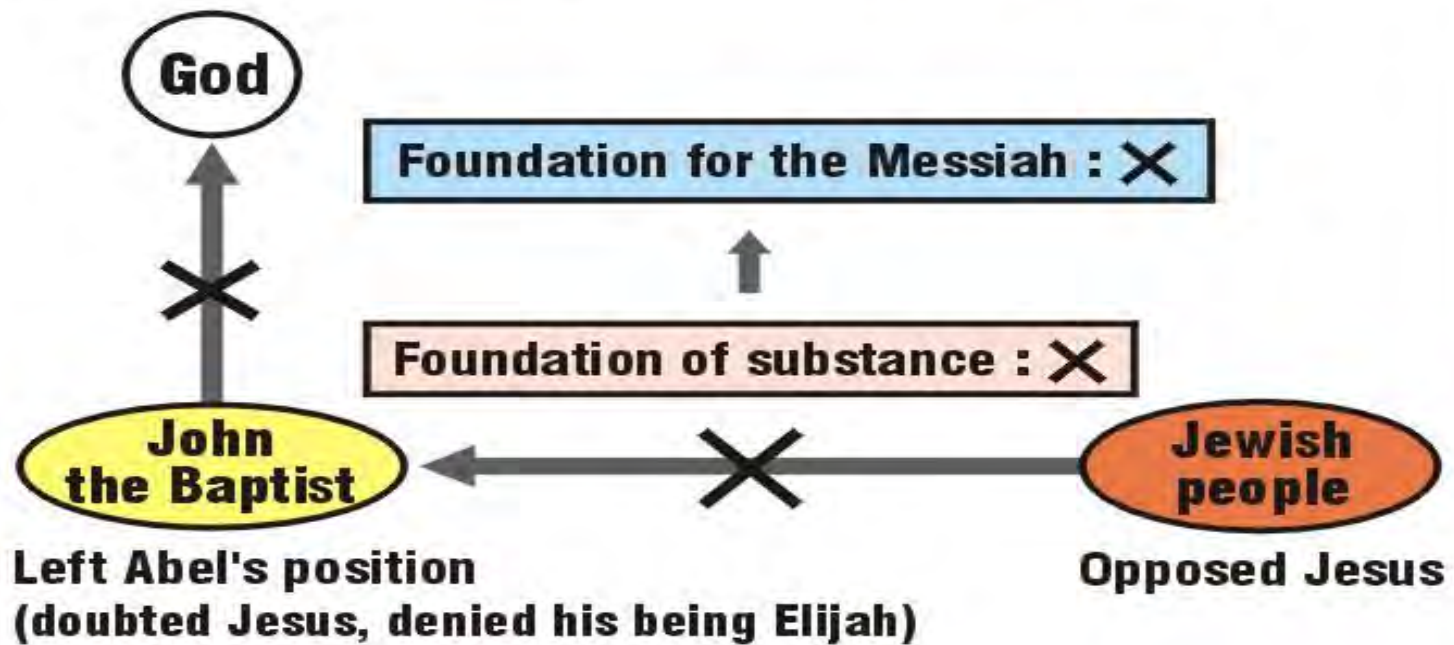 God
Foundation for the Messiah : X
Foundation of substance : X
John
the Baptist
Jewish
people
Left Abel's position
(doubted Jesus, denied his being Elijah)
Opposed Jesus